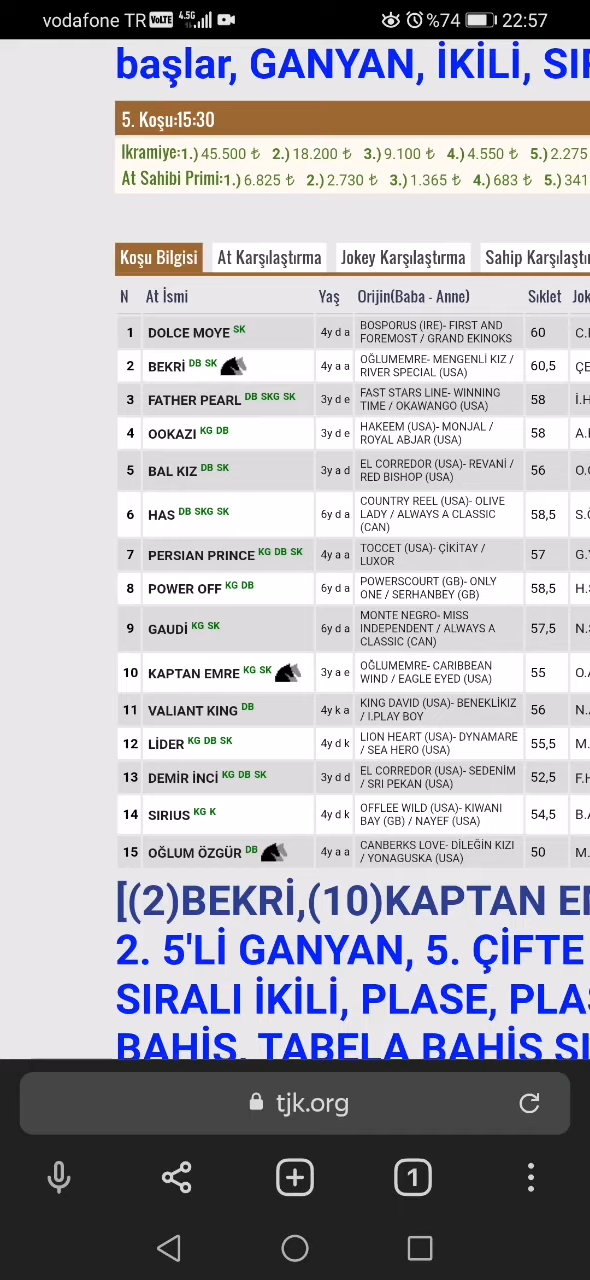 vodafone TR VoLTE 4.5G %74 22:57
başlar, GANYAN, İKİLİ,
5. Koşu:15:30
Ikramiye:1.) 45.500 ₺ 2.) 18.200 ₺ 3.) 9.100 ₺ 4.) 4.550 ₺ 5.) 2.275
At Sahibi Primi:1.) 6.825 ₺ 2.) 2.730 ₺ 3.) 1.365 ₺ 4.) 683 ₺ 5.) 341
Koşu Bilgisi At Karşılaştırma Jokey Karşılaştırma Sahip Karşılaştı
N At İsmi Yaş Orijin(Baba - Anne) Sıklet Jok
1 DOLCE MOYE SK 4y d a BOSPORUS (IRE)- FIRST AND 60 C.
FOREMOST / GRAND EKINOKS
2 BEKRİ DB SK 4y a a OĞLUMEMRE- MENGENLİ KIZ / 60,5 ÇE
RIVER SPECIAL (USA)
3 FATHER PEARL DB SKG SK 3y d e FAST STARS LINE- WINNING 58 İ.H
TIME / OKAWANGO (USA)
4 OOKAZI KG DB 3y d e HAKEEM (USA)- MONJAL / 58 A.
ROYAL ABJAR (USA)
5 BAL KIZ DB SK 3y a d EL CORREDOR (USA)- REVANİ / 56 O.
RED BISHOP (USA)
6 HAS DB SKG SK 6y d a COUNTRY REEL (USA)- OLIVE 58,5 S.
LADY / ALWAYS A CLASSIC
(CAN)
7 PERSIAN PRINCE KG DB SK 4y a a TOCCET (USA)- ÇİKİTAY / 57 G.
LUXOR
8 POWER OFF KG DB 6y d a POWERSCOURT (GB)- ONLY 58,5 H.
ONE / SERHANBEY (GB)
9 GAUDİ KG SK 6y d a MONTE NEGRO- MISS 57,5 N.
INDEPENDENT / ALWAYS A
CLASSIC (CAN)
10 KAPTAN EMRE KG SK 3y a e OĞLUMEMRE- CARIBBEAN 55 O.
WIND / EAGLE EYED (USA)
11 VALIANT KING DB 4y k a KING DAVID (USA)- BENEKLİKIZ 56 N.
/ I.PLAY BOY
12 LİDER KG DB SK 4y d k LION HEART (USA)- DYNAMARE 55,5 M.
/ SEA HERO (USA)
13 DEMİR İNCİ KG DB SK 3y d d EL CORREDOR (USA)- SEDENİM 52,5 F.H
/ SRI PEKAN (USA)
14 SIRIUS KG K 4y d k OFFLEE WILD (USA)- KIWANI 54,5 B.
BAY (GB) / NAYEF (USA)
15 OĞLUM ÖZGÜR DB 4y a a CANBERKS LOVE- DİLEĞİN KIZI 50 M.
/ YONAGUSKA (USA)
[(2)BEKRİ,(10)KAPTAN
2. 5'Lİ GANYAN, 5. ÇİFTE
SIRALI İKİLİ, PLASE,
BAHİS, TABELA BAHİS
tjk.org
1